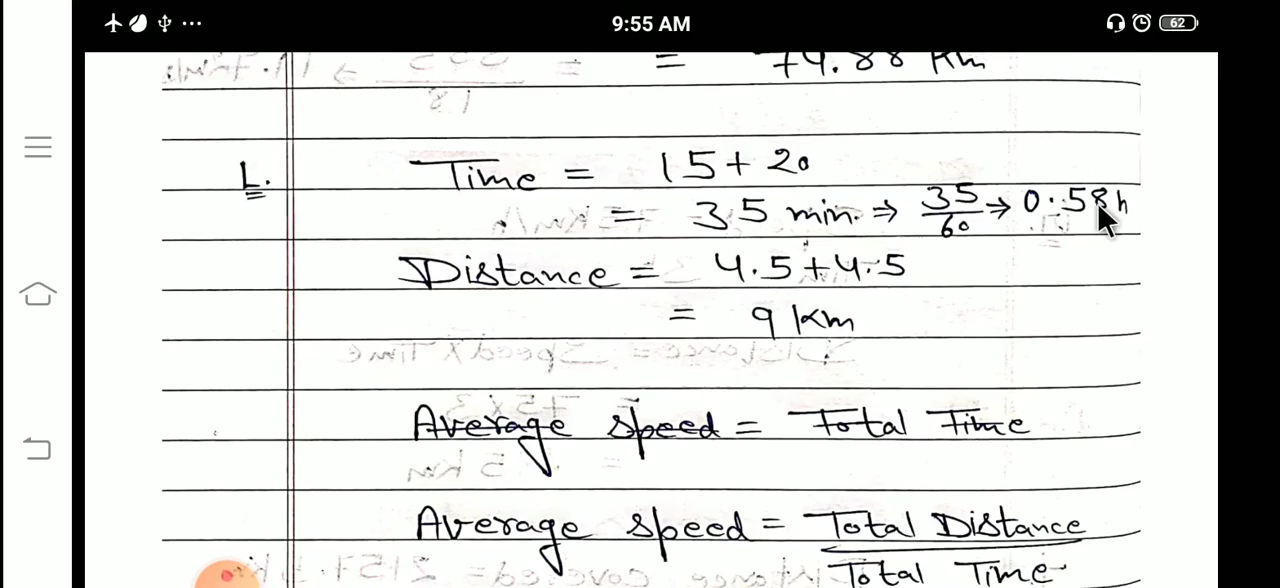 9:55 AM
62
= 74.88 Km
L. Time = 15 + 20
= 35 min. ⇒ 35/60 → 0.58h
Distance = 4.5 + 4.5
= 9 km
Average speed = Total Time
Average speed = Total Distance
Total Time